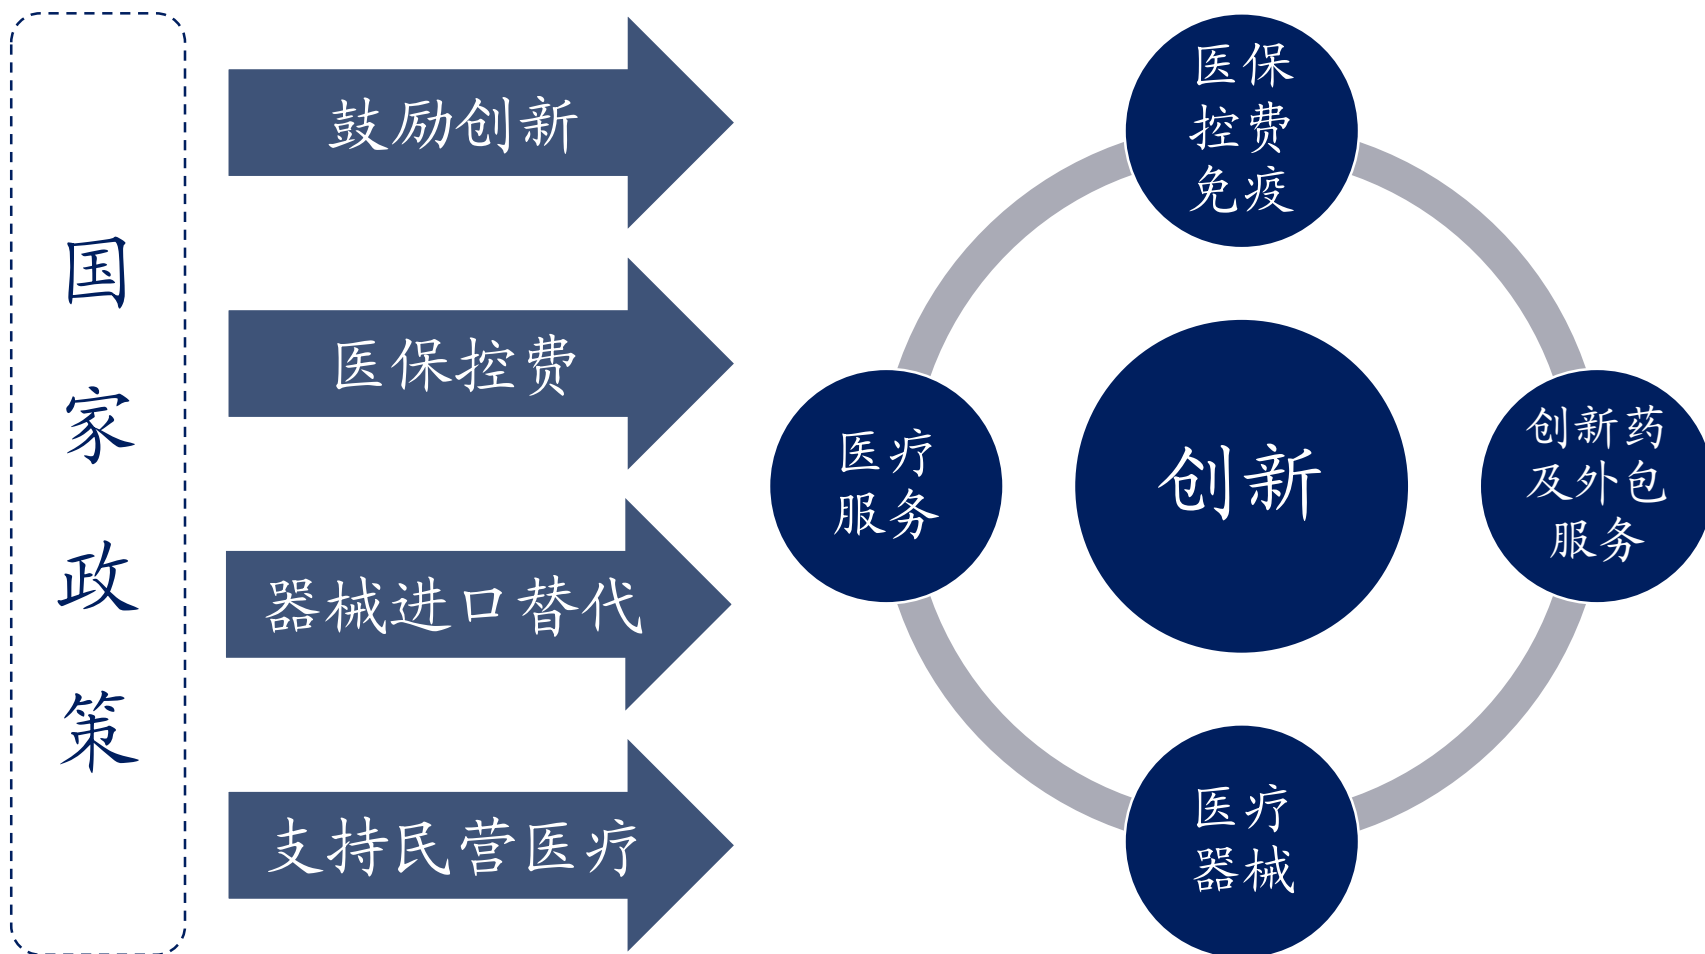 国家政策
鼓励创新
医保控费
器械进口替代
支持民营医疗
医保
控费
免疫
医疗
服务
创新
创新药
及外包
服务
医疗
器械